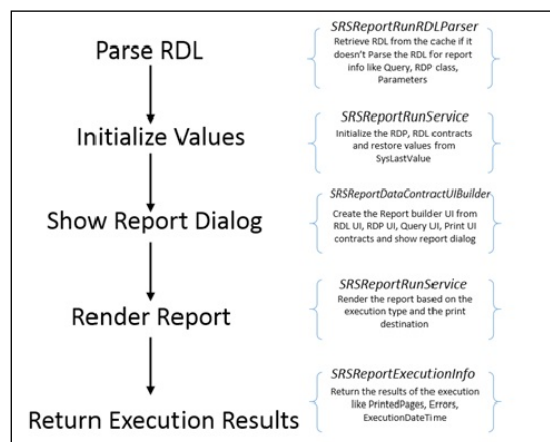 Parse RDL
SRSReportRunRDLParser
Retrieve RDL from the cache if it
doesn't Parse the RDL for report
info like Query, RDP class,
Parameters
Initialize Values
SRSReportRunService
Initialize the RDP, RDL contracts
and restore values from
SysLastValue
Show Report Dialog
SRSReportDataContractUIBuilder
Create the Report builder UI from
RDL UI, RDP UI, Query UI, Print UI
contracts and show report dialog
Render Report
SRSReportRunService
Render the report based on the
execution type and the print
destination
Return Execution Results
SRSReportExecutionInfo
Return the results of the execution
like PrintedPages, Errors,
ExecutionDateTime